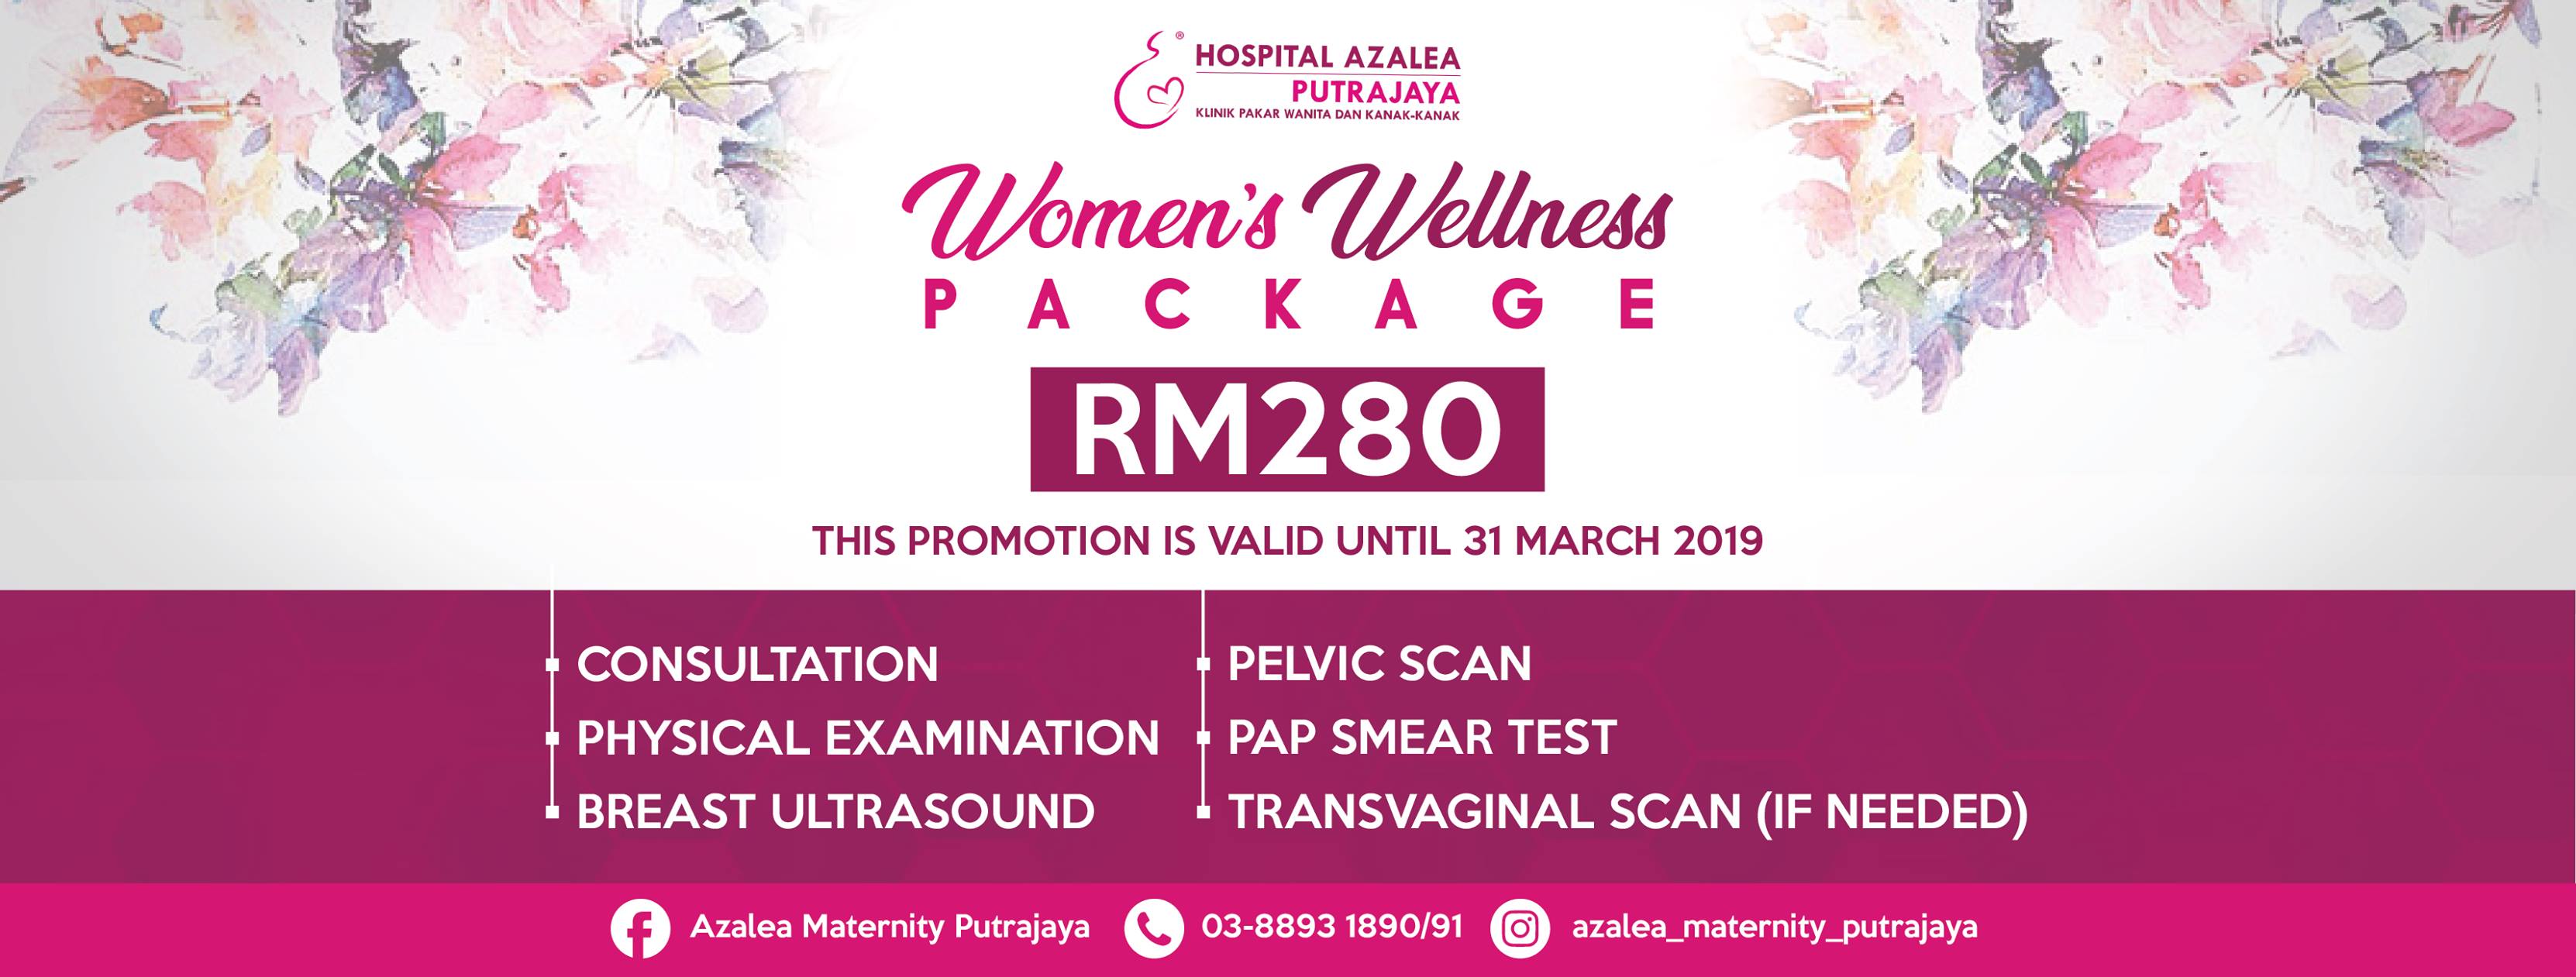 HOSPITAL AZALEA
PUTRAJAYA
KLINIK PAKAR WANITA DAN KANAK-KANAK
Women's Wellness
PACKAGE
RM280
THIS PROMOTION IS VALID UNTIL 31 MARCH 2019
CONSULTATION
PHYSICAL EXAMINATION
BREAST ULTRASOUND
PELVIC SCAN
PAP SMEAR TEST
TRANSVAGINAL SCAN (IF NEEDED)
Azalea Maternity Putrajaya
03-8893 1890/91
azalea_maternity_putrajaya